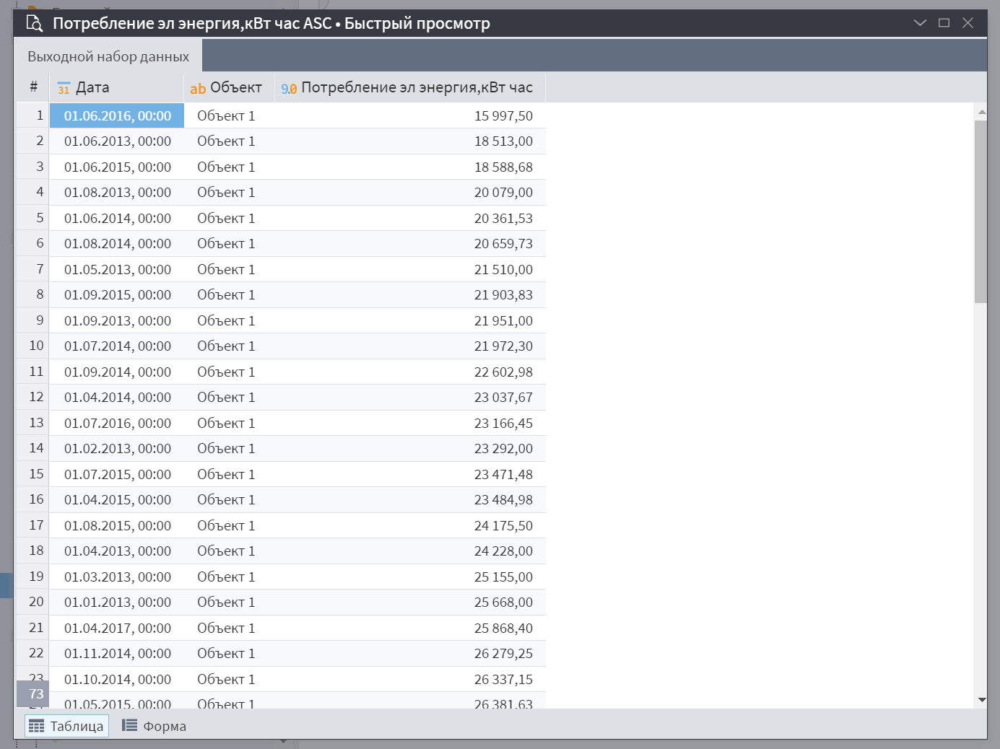 Потребление эл энергия,кВт час ASC • Быстрый просмотр
Выходной набор данных
# 31 Дата ab Объект 9.0 Потребление эл энергия,кВт час
1 01.06.2016, 00:00 Объект 1 15 997,50
2 01.06.2013, 00:00 Объект 1 18 513,00
3 01.06.2015, 00:00 Объект 1 18 588,68
4 01.08.2013, 00:00 Объект 1 20 079,00
5 01.06.2014, 00:00 Объект 1 20 361,53
6 01.08.2014, 00:00 Объект 1 20 659,73
7 01.05.2013, 00:00 Объект 1 21 510,00
8 01.09.2015, 00:00 Объект 1 21 903,83
9 01.09.2013, 00:00 Объект 1 21 951,00
10 01.07.2014, 00:00 Объект 1 21 972,30
11 01.09.2014, 00:00 Объект 1 22 602,98
12 01.04.2014, 00:00 Объект 1 23 037,67
13 01.07.2016, 00:00 Объект 1 23 166,45
14 01.02.2013, 00:00 Объект 1 23 292,00
15 01.07.2015, 00:00 Объект 1 23 471,48
16 01.04.2015, 00:00 Объект 1 23 484,98
17 01.08.2015, 00:00 Объект 1 24 175,50
18 01.04.2013, 00:00 Объект 1 24 228,00
19 01.03.2013, 00:00 Объект 1 25 155,00
20 01.01.2013, 00:00 Объект 1 25 668,00
21 01.04.2017, 00:00 Объект 1 25 868,40
22 01.11.2014, 00:00 Объект 1 26 279,25
23 01.10.2014, 00:00 Объект 1 26 337,15
73
01.05.2015, 00:00 Объект 1 26 381,63
Таблица Форма